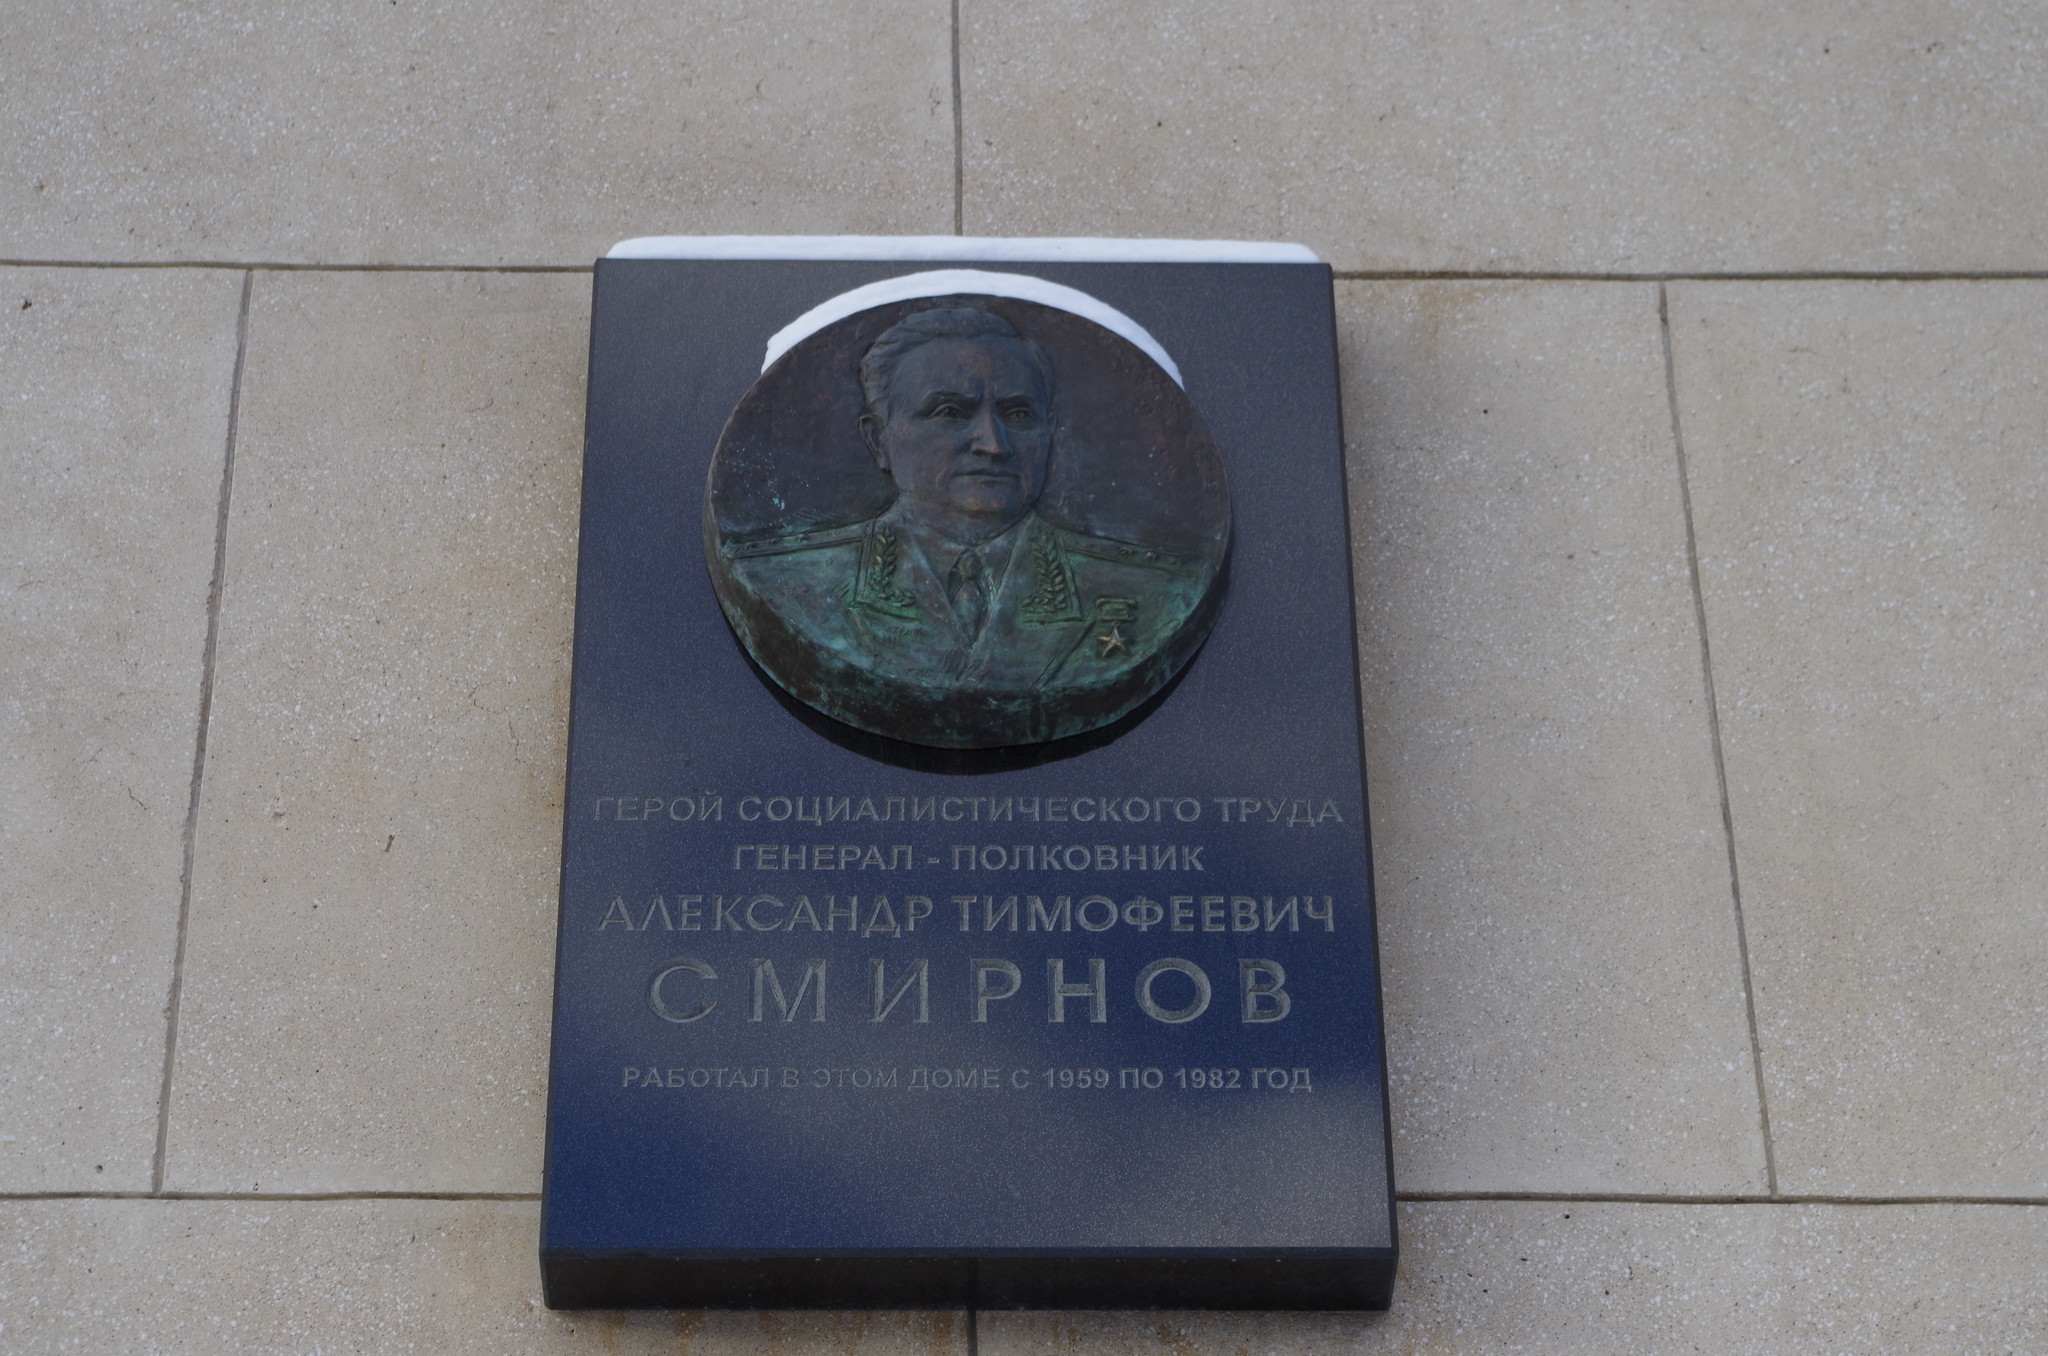 ГЕРОЙ СОЦИАЛИСТИЧЕСКОГО ТРУДА
ГЕНЕРАЛ - ПОЛКОВНИК
АЛЕКСАНДР ТИМОФЕЕВИЧ
СМИРНОВ
РАБОТАЛ В ЭТОМ ДОМЕ С 1959 ПО 1982 ГОД